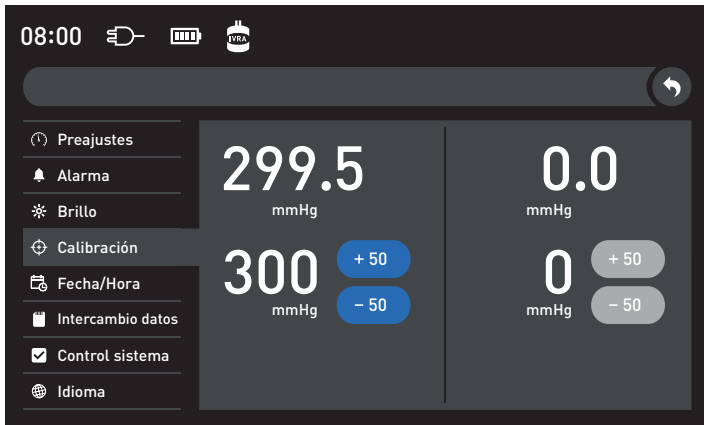 08:00
IVRA
Preajustes
Alarma
Brillo
Calibración
Fecha/Hora
Intercambio datos
Control sistema
Idioma
299.5
mmHg
300
mmHg
+ 50
– 50
0.0
mmHg
0
mmHg
+ 50
– 50